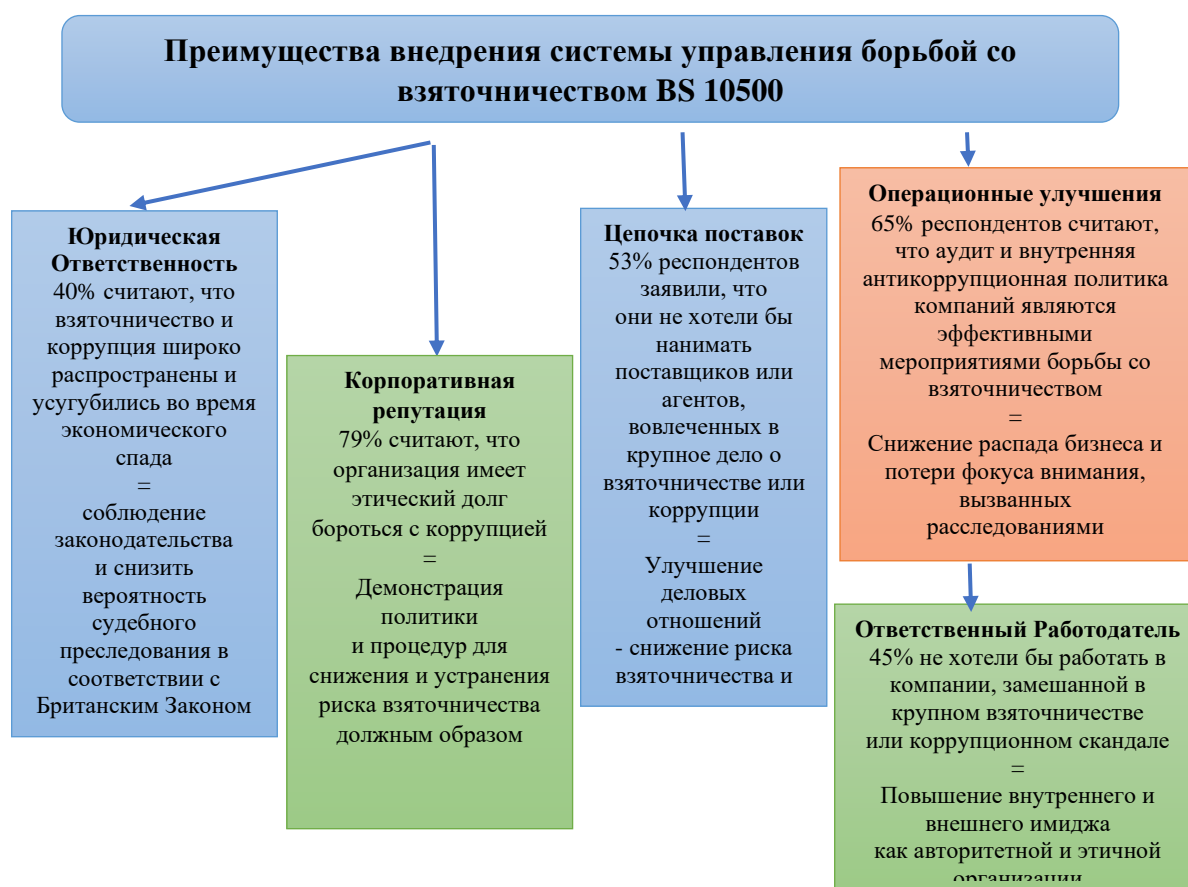 Преимущества внедрения системы управления борьбой со
взяточничеством BS 10500
Юридическая
Ответственность
40% считают, что
взяточничество и
коррупция широко
распространены и
усугубились во время
экономического
спада
=
соблюдение
законодательства
и снизить
вероятность
судебного
преследования в
соответствии с
Британским Законом
Корпоративная
репутация
79% считают, что
организация имеет
этический долг
бороться с коррупцией
=
Демонстрация
политики
и процедур для
снижения и устранения
риска взяточничества
должным образом
Цепочка поставок
53% респондентов
заявили, что
они не хотели бы
нанимать
поставщиков или
агентов,
вовлеченных в
крупное дело о
взяточничестве или
коррупции
=
Улучшение
деловых
отношений
- снижение риска
взяточничества и
Операционные улучшения
65% респондентов считают,
что аудит и внутренняя
антикоррупционная политика
компаний являются
эффективными
мероприятиями борьбы со
взяточничеством
=
Снижение распада бизнеса и
потери фокуса внимания,
вызванных
расследованиями
Ответственный Работодатель
45% не хотели бы работать в
компании, замешанной в
крупном взяточничестве
или коррупционном скандале
=
Повышение внутреннего и
внешнего имиджа
как авторитетной и этичной
организации